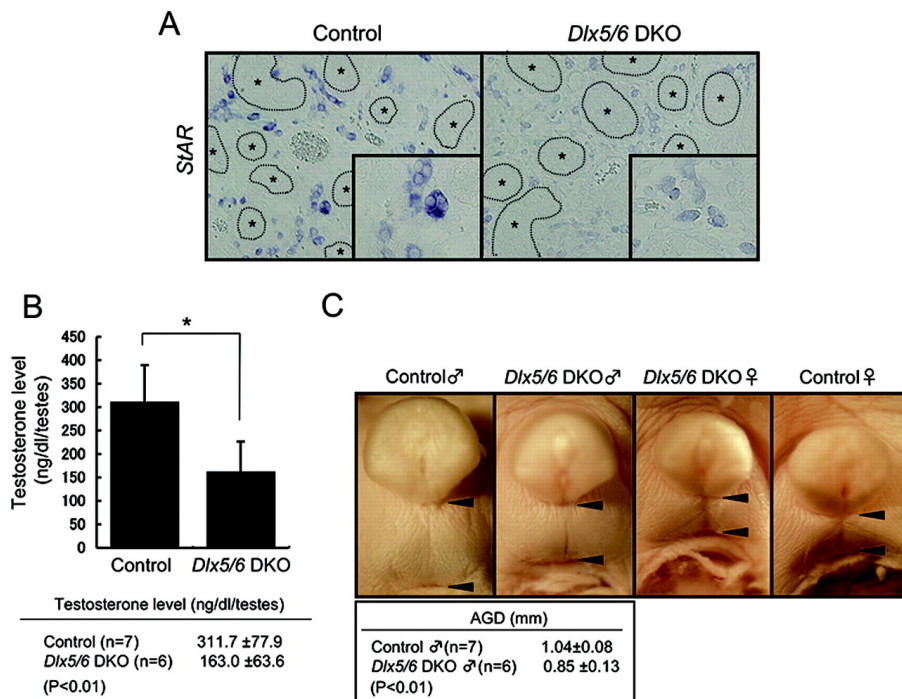 A
Control
Dlx5/6 DKO
StAR
* * * * * * * * * *
* * * * * * * *
B
*
Testosterone level
(ng/dl/testes)
450
400
350
300
250
200
150
100
50
0
Control
Dlx5/6 DKO
Testosterone level (ng/dl/testes)
Control (n=7) 311.7 ±77.9
Dlx5/6 DKO (n=6) 163.0 ±63.6
(P<0.01)
C
Control♂
Dlx5/6 DKO♂
Dlx5/6 DKO♀
Control♀
AGD (mm)
Control ♂(n=7) 1.04±0.08
Dlx5/6 DKO ♂(n=6) 0.85 ±0.13
(P<0.01)